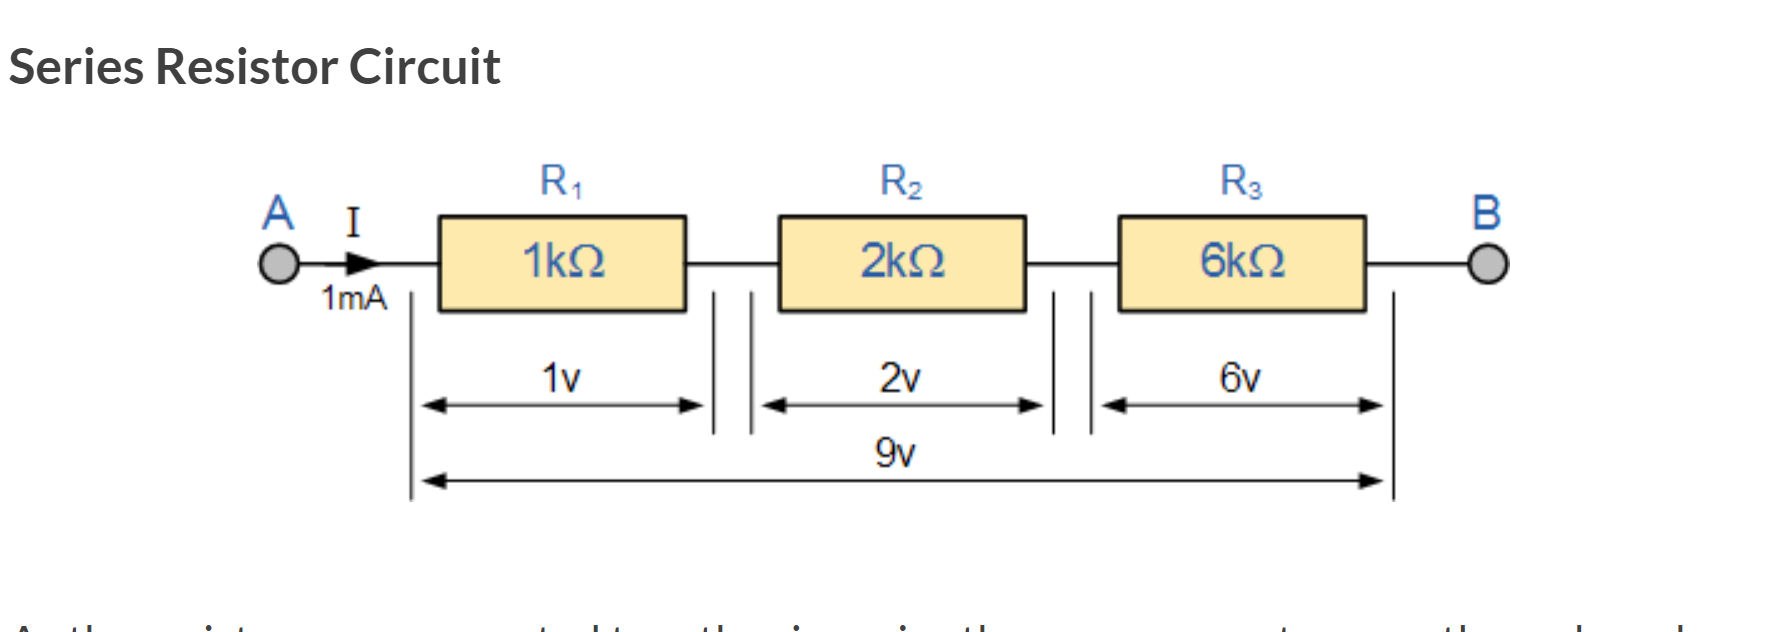 Series Resistor Circuit
R₁ R₂ R₃
A I B
1kΩ 2kΩ 6kΩ
1mA
1v 2v 6v
9v